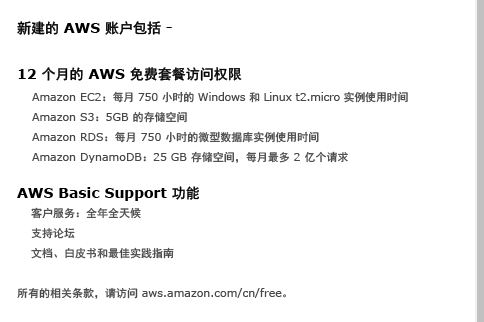 新建的 AWS 账户包括 –
12 个月的 AWS 免费套餐访问权限
Amazon EC2：每月 750 小时的 Windows 和 Linux t2.micro 实例使用时间
Amazon S3：5GB 的存储空间
Amazon RDS：每月 750 小时的微型数据库实例使用时间
Amazon DynamoDB：25 GB 存储空间，每月最多 2 亿个请求
AWS Basic Support 功能
客户服务：全年全天候
支持论坛
文档、白皮书和最佳实践指南
所有的相关条款，请访问 aws.amazon.com/cn/free。